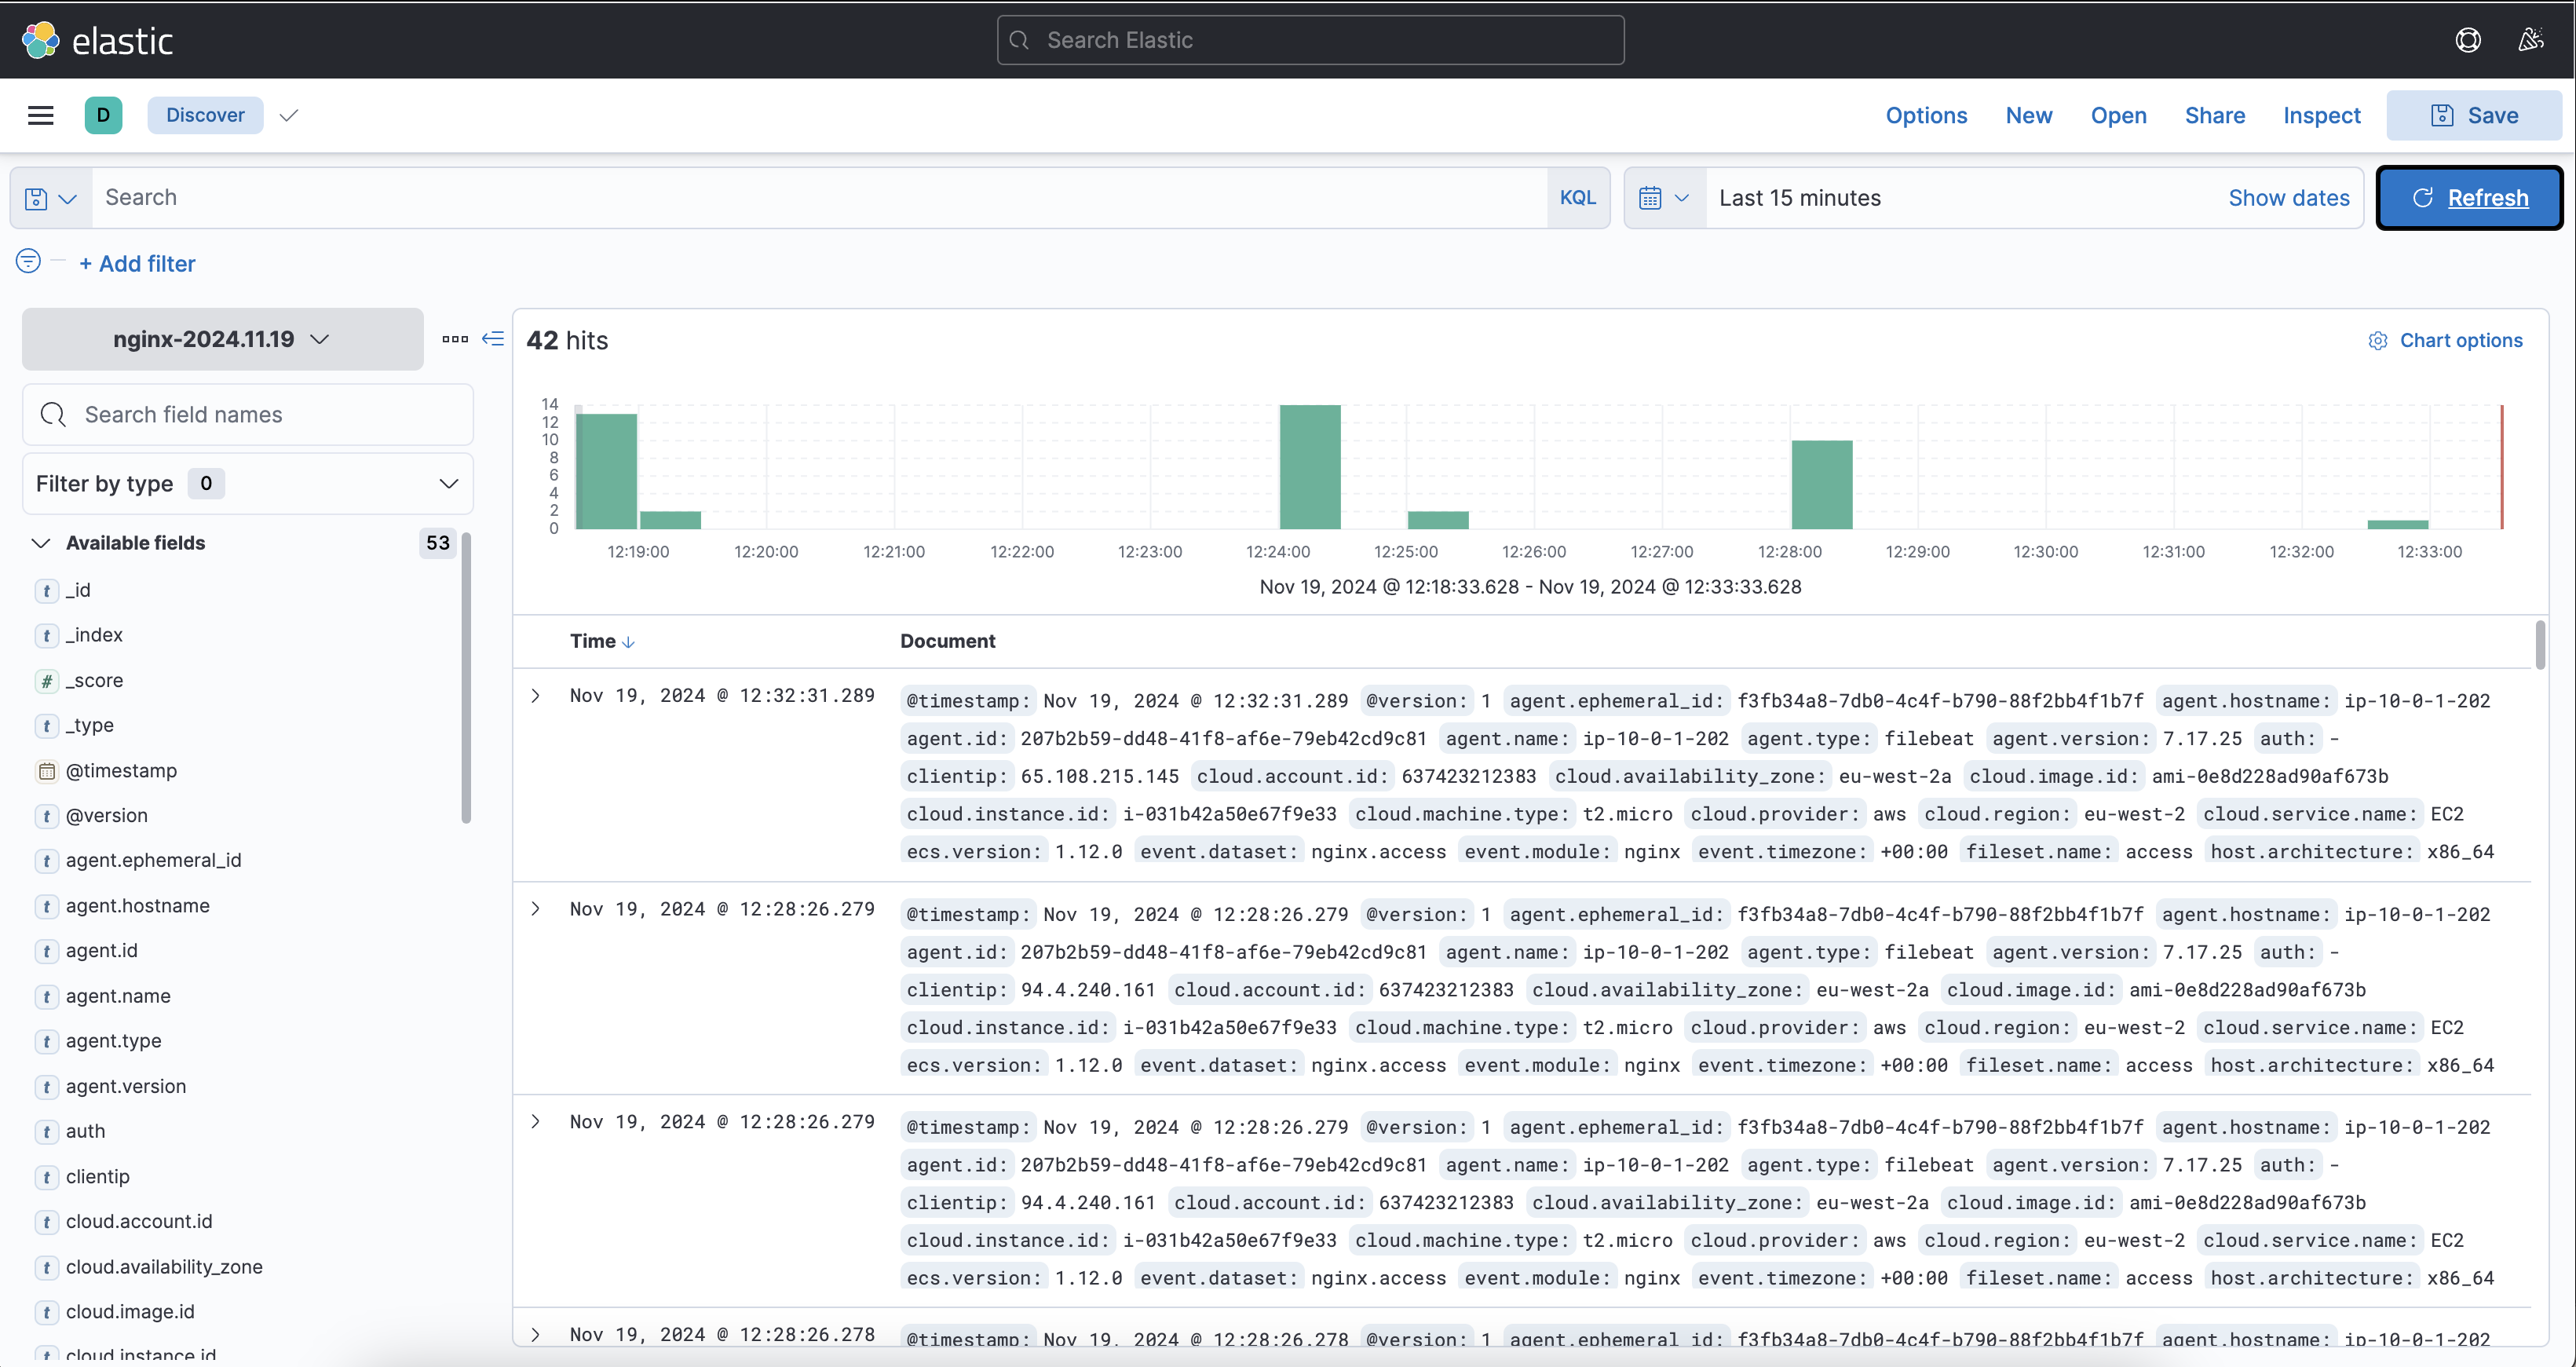 elastic
Search Elastic
D
Discover
Options New Open Share Inspect Save
Search
KQL
Last 15 minutes
Show dates
Refresh
+ Add filter
nginx-2024.11.19
Search field names
Filter by type 0
Available fields 53
t _id
t _index
# _score
t _type
@timestamp
t @version
t agent.ephemeral_id
t agent.hostname
t agent.id
t agent.name
t agent.type
t agent.version
t auth
t clientip
t cloud.account.id
t cloud.availability_zone
t cloud.image.id
t cloud.instance.id
42 hits
Chart options
14
12
10
8
6
4
2
0
12:19:00 12:20:00 12:21:00 12:22:00 12:23:00 12:24:00 12:25:00 12:26:00 12:27:00 12:28:00 12:29:00 12:30:00 12:31:00 12:32:00 12:33:00
Nov 19, 2024 @ 12:18:33.628 - Nov 19, 2024 @ 12:33:33.628
Time Document
Nov 19, 2024 @ 12:32:31.289 @timestamp: Nov 19, 2024 @ 12:32:31.289 @version: 1 agent.ephemeral_id: f3fb34a8-7db0-4c4f-b790-88f2bb4f1b7f agent.hostname: ip-10-0-1-202
agent.id: 207b2b59-dd48-41f8-af6e-79eb42cd9c81 agent.name: ip-10-0-1-202 agent.type: filebeat agent.version: 7.17.25 auth: -
clientip: 65.108.215.145 cloud.account.id: 637423212383 cloud.availability_zone: eu-west-2a cloud.image.id: ami-0e8d228ad90af673b
cloud.instance.id: i-031b42a50e67f9e33 cloud.machine.type: t2.micro cloud.provider: aws cloud.region: eu-west-2 cloud.service.name: EC2
ecs.version: 1.12.0 event.dataset: nginx.access event.module: nginx event.timezone: +00:00 fileset.name: access host.architecture: x86_64
Nov 19, 2024 @ 12:28:26.279 @timestamp: Nov 19, 2024 @ 12:28:26.279 @version: 1 agent.ephemeral_id: f3fb34a8-7db0-4c4f-b790-88f2bb4f1b7f agent.hostname: ip-10-0-1-202
agent.id: 207b2b59-dd48-41f8-af6e-79eb42cd9c81 agent.name: ip-10-0-1-202 agent.type: filebeat agent.version: 7.17.25 auth: -
clientip: 94.4.240.161 cloud.account.id: 637423212383 cloud.availability_zone: eu-west-2a cloud.image.id: ami-0e8d228ad90af673b
cloud.instance.id: i-031b42a50e67f9e33 cloud.machine.type: t2.micro cloud.provider: aws cloud.region: eu-west-2 cloud.service.name: EC2
ecs.version: 1.12.0 event.dataset: nginx.access event.module: nginx event.timezone: +00:00 fileset.name: access host.architecture: x86_64
Nov 19, 2024 @ 12:28:26.279 @timestamp: Nov 19, 2024 @ 12:28:26.279 @version: 1 agent.ephemeral_id: f3fb34a8-7db0-4c4f-b790-88f2bb4f1b7f agent.hostname: ip-10-0-1-202
agent.id: 207b2b59-dd48-41f8-af6e-79eb42cd9c81 agent.name: ip-10-0-1-202 agent.type: filebeat agent.version: 7.17.25 auth: -
clientip: 94.4.240.161 cloud.account.id: 637423212383 cloud.availability_zone: eu-west-2a cloud.image.id: ami-0e8d228ad90af673b
cloud.instance.id: i-031b42a50e67f9e33 cloud.machine.type: t2.micro cloud.provider: aws cloud.region: eu-west-2 cloud.service.name: EC2
ecs.version: 1.12.0 event.dataset: nginx.access event.module: nginx event.timezone: +00:00 fileset.name: access host.architecture: x86_64
Nov 19, 2024 @ 12:28:26.278 @timestamp: Nov 19, 2024 @ 12:28:26.278 @version: 1 agent.ephemeral_id: f3fb34a8-7db0-4c4f-b790-88f2bb4f1b7f agent.hostname: ip-10-0-1-202